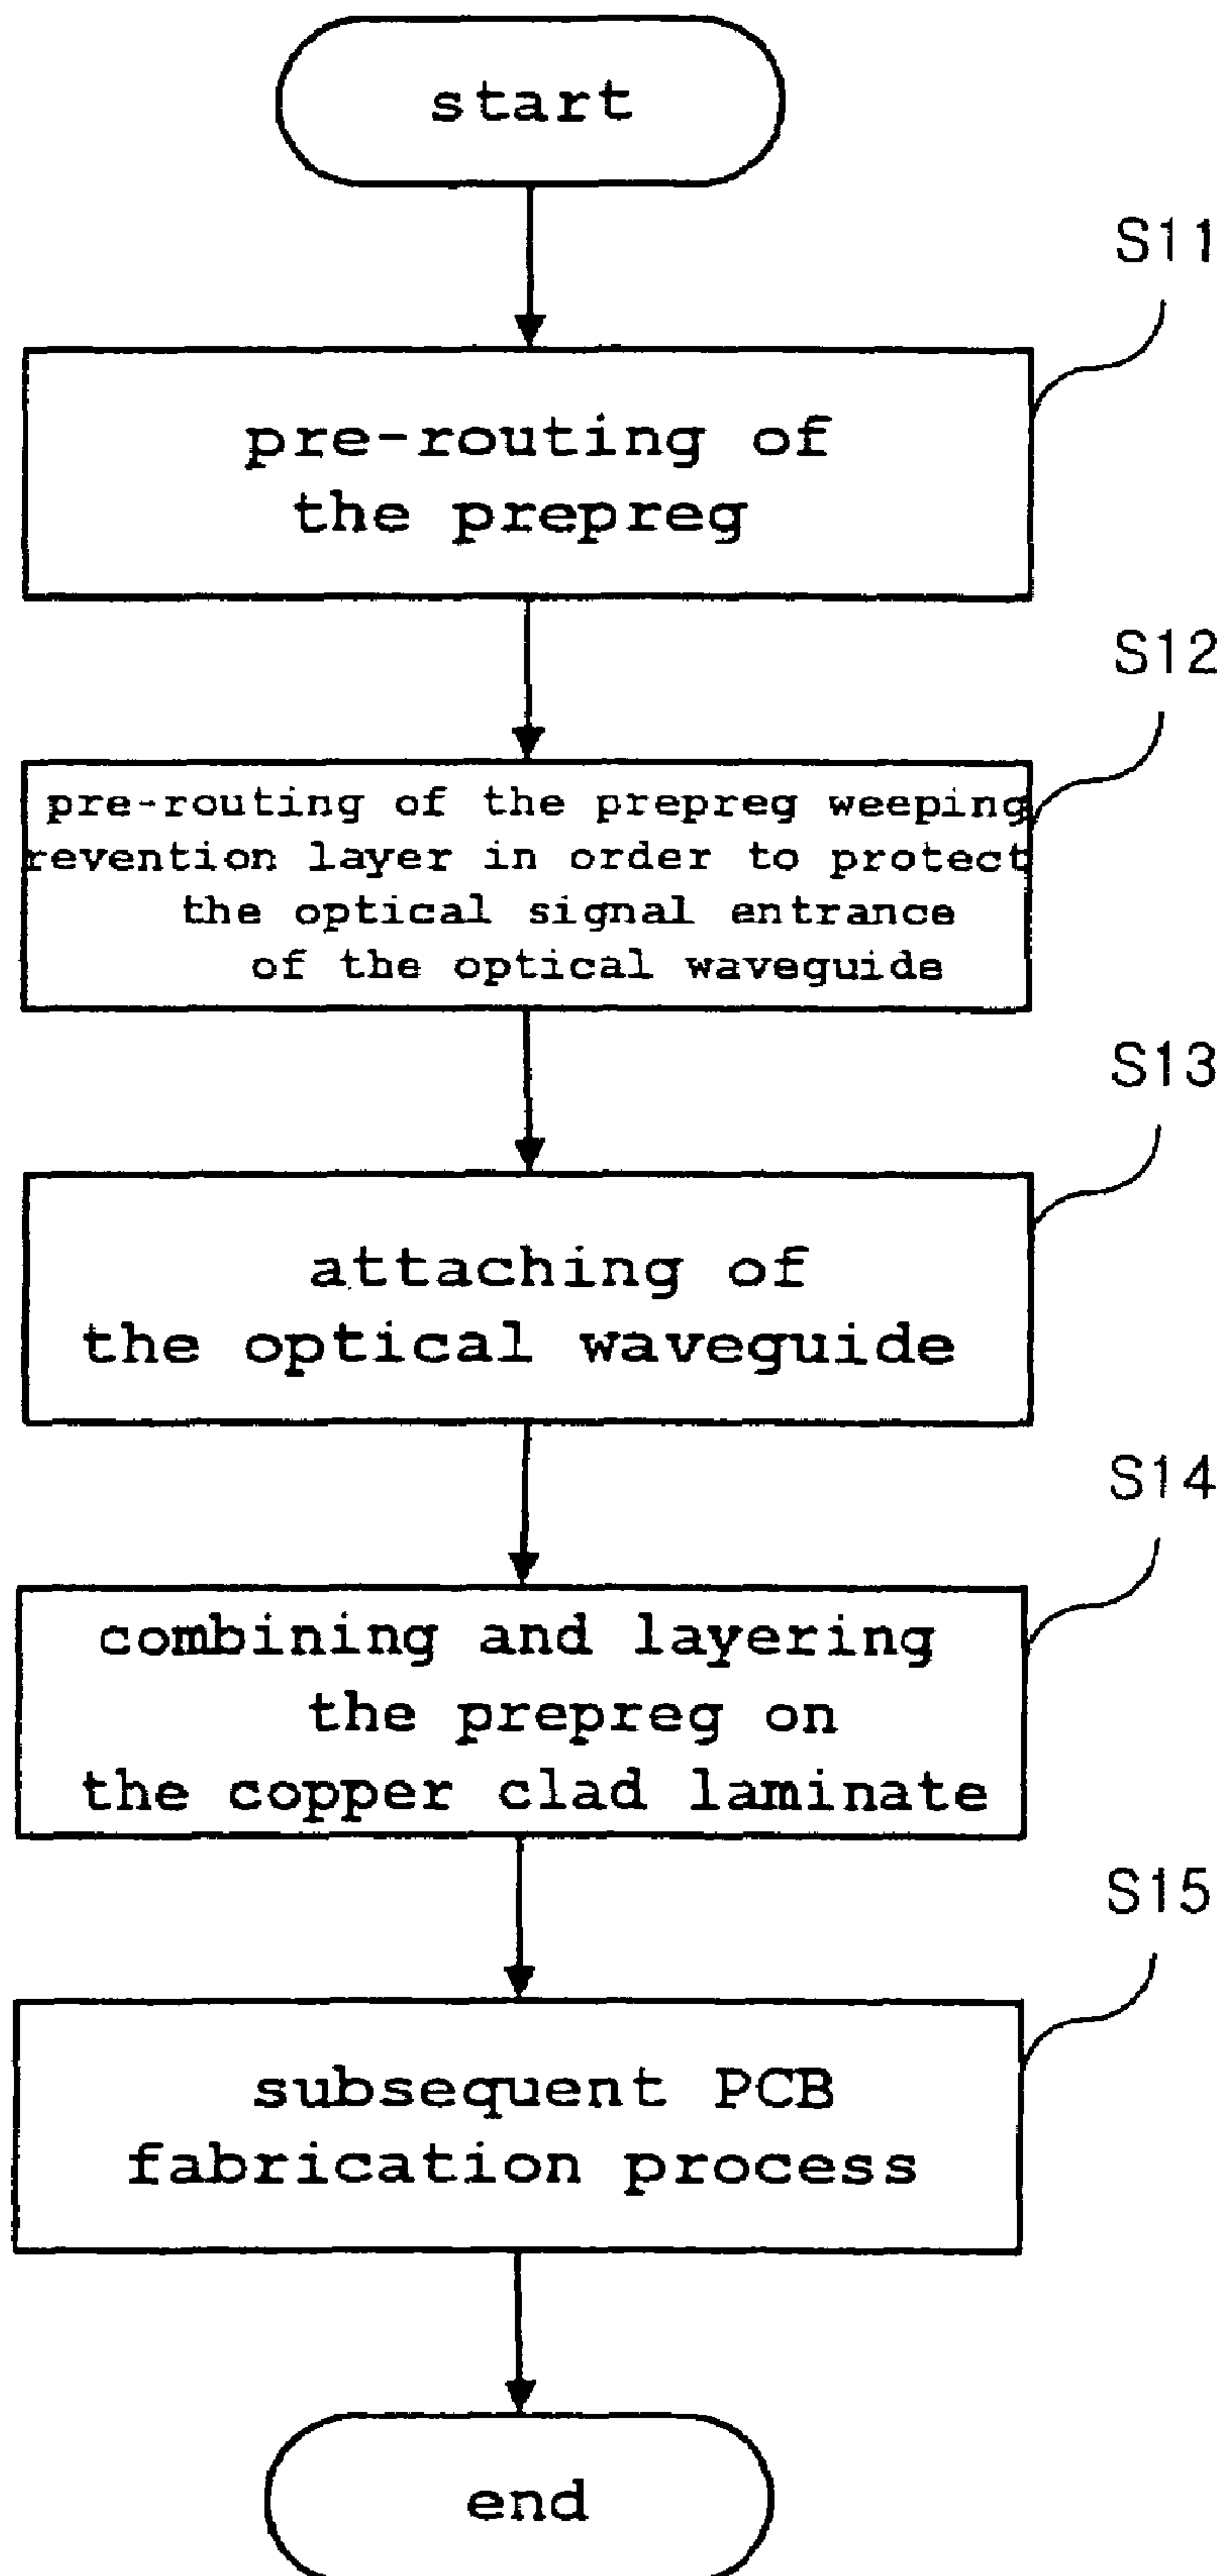 start
S11
pre-routing of
the prepreg
S12
pre-routing of the prepreg weeping
revention layer in order to protect
the optical signal entrance
of the optical waveguide
S13
attaching of
the optical waveguide
S14
combining and layering
the prepreg on
the copper clad laminate
S15
subsequent PCB
fabrication process
end